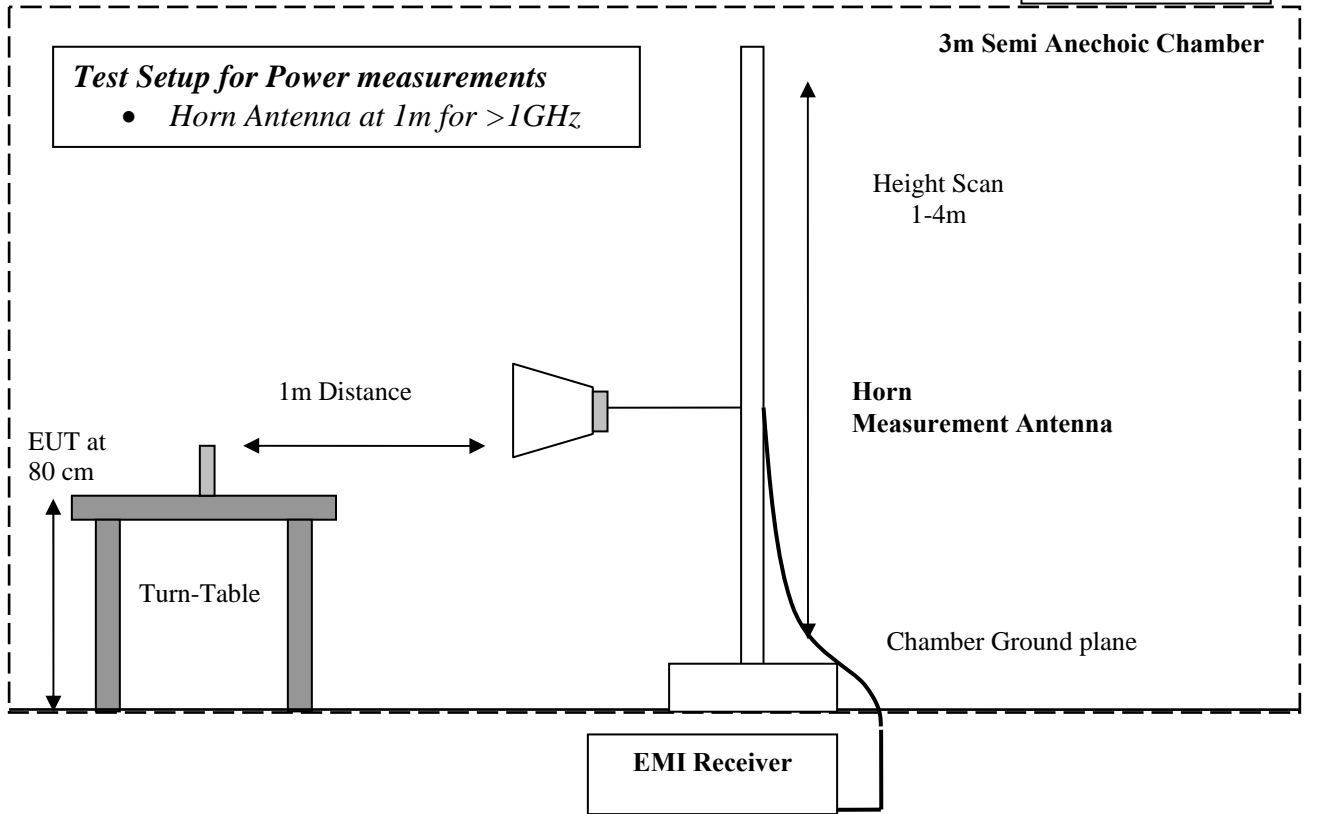 3m Semi Anechoic Chamber
Test Setup for Power measurements
• Horn Antenna at 1m for >1GHz
Height Scan
1-4m
1m Distance
Horn
Measurement Antenna
EUT at
80 cm
Turn-Table
Chamber Ground plane
EMI Receiver